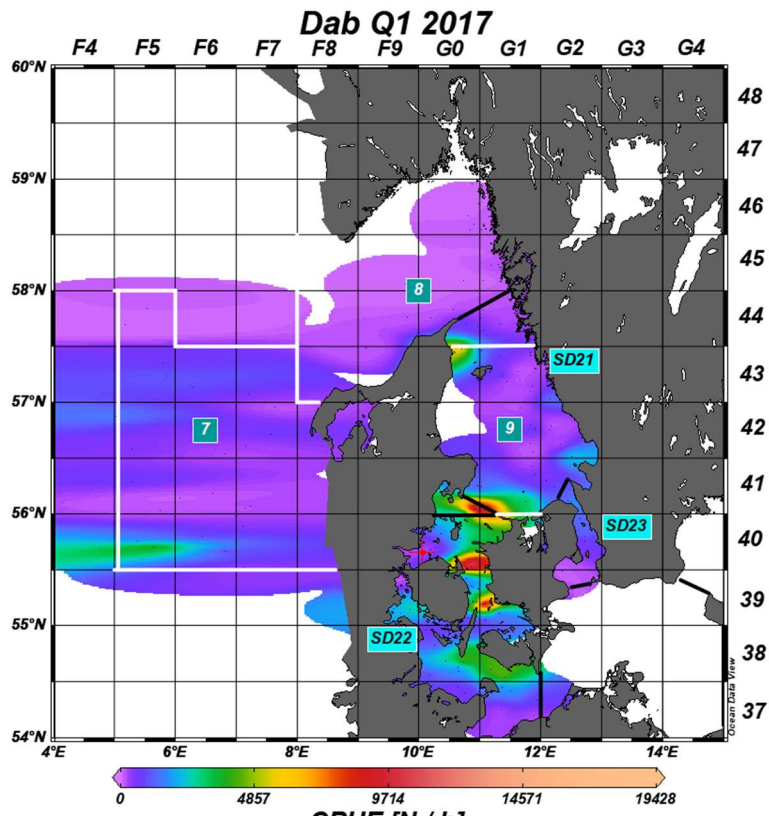 Dab Q1 2017
F4 F5 F6 F7 F8 F9 G0 G1 G2 G3 G4
60°N
48
47
59°N
46
45
58°N
8
44
SD21
43
57°N
7
9
42
41
56°N
SD23
40
39
55°N
SD22
38
37
54°N
Ocean Data View
4°E 6°E 8°E 10°E 12°E 14°E
0 4857 9714 14571 19428
CPUE [N / h]